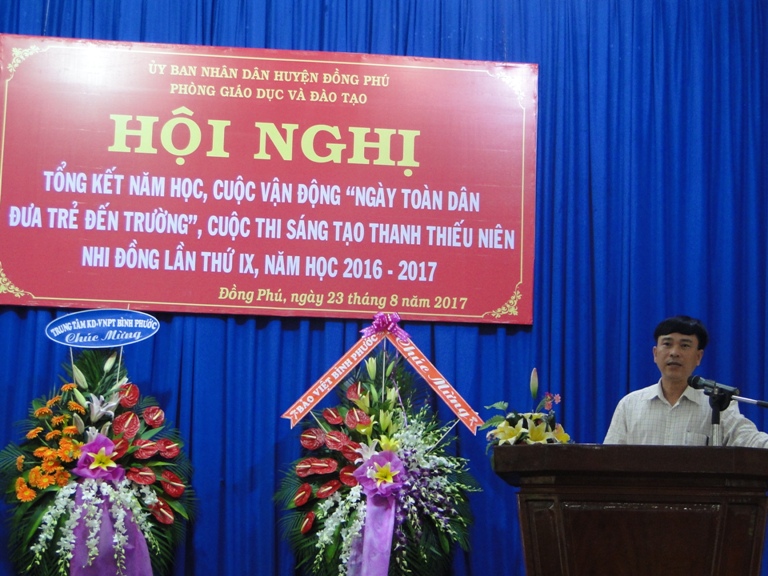 ỦY BAN NHÂN DÂN HUYỆN ĐỒNG PHÚ
PHÒNG GIÁO DỤC VÀ ĐÀO TẠO
HỘI NGHỊ
TỔNG KẾT NĂM HỌC, CUỘC VẬN ĐỘNG “NGÀY TOÀN DÂN
ĐƯA TRẺ ĐẾN TRƯỜNG”, CUỘC THI SÁNG TẠO THANH THIẾU NIÊN
NHI ĐỒNG LẦN THỨ IX, NĂM HỌC 2016 - 2017
Đồng Phú, ngày 23 tháng 8 năm 2017
TRUNG TÂM KD-VNPT BÌNH PHƯỚC
Chúc Mừng
BẢO VIỆT BÌNH PHƯỚC
Chúc Mừng